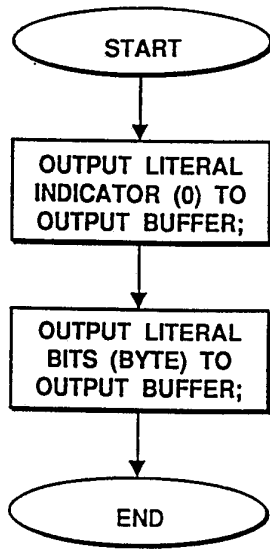 START
OUTPUT LITERAL
INDICATOR (0) TO
OUTPUT BUFFER;
OUTPUT LITERAL
BITS (BYTE) TO
OUTPUT BUFFER;
END